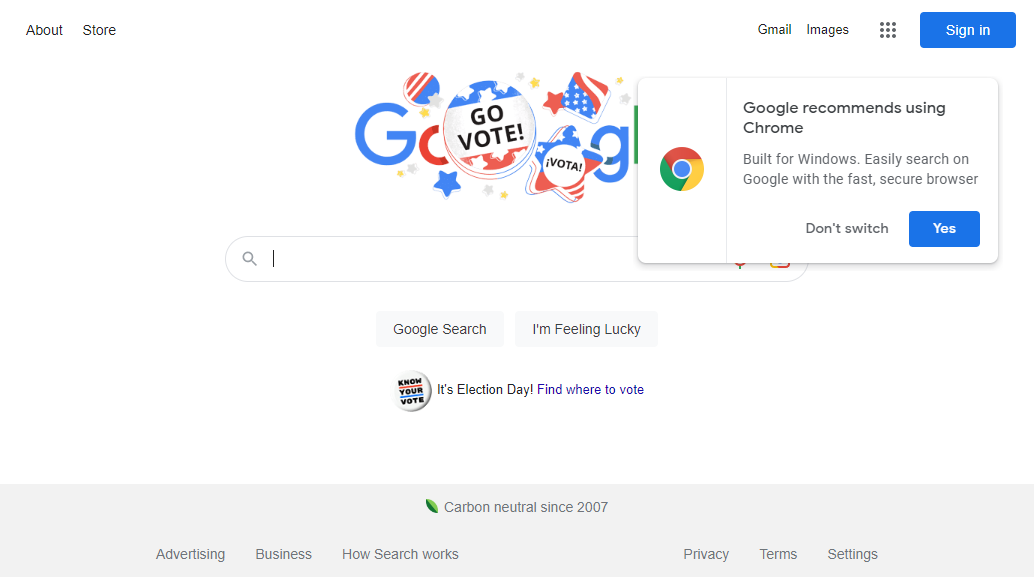 About Store
Gmail Images
Sign in
GO
VOTE!
¡VOTA!
Google recommends using
Chrome
Built for Windows. Easily search on
Google with the fast, secure browser
Don't switch
Yes
Google Search
I'm Feeling Lucky
KNOW
YOUR
VOTE
It's Election Day! Find where to vote
Carbon neutral since 2007
Advertising Business How Search works
Privacy Terms Settings